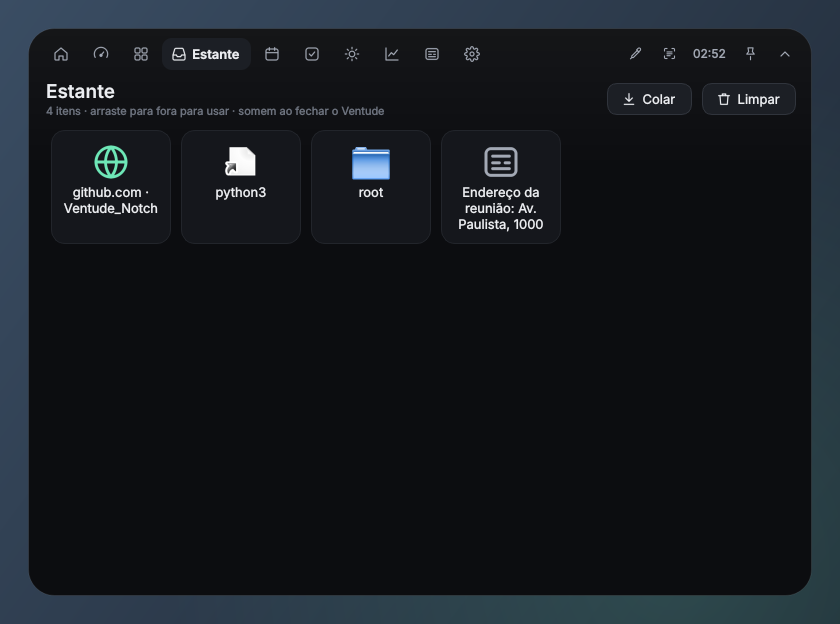 Estante
02:52
Estante
4 itens · arraste para fora para usar · somem ao fechar o Ventude
Colar
Limpar
github.com ·
Ventude_Notch
python3
root
Endereço da
reunião: Av.
Paulista, 1000